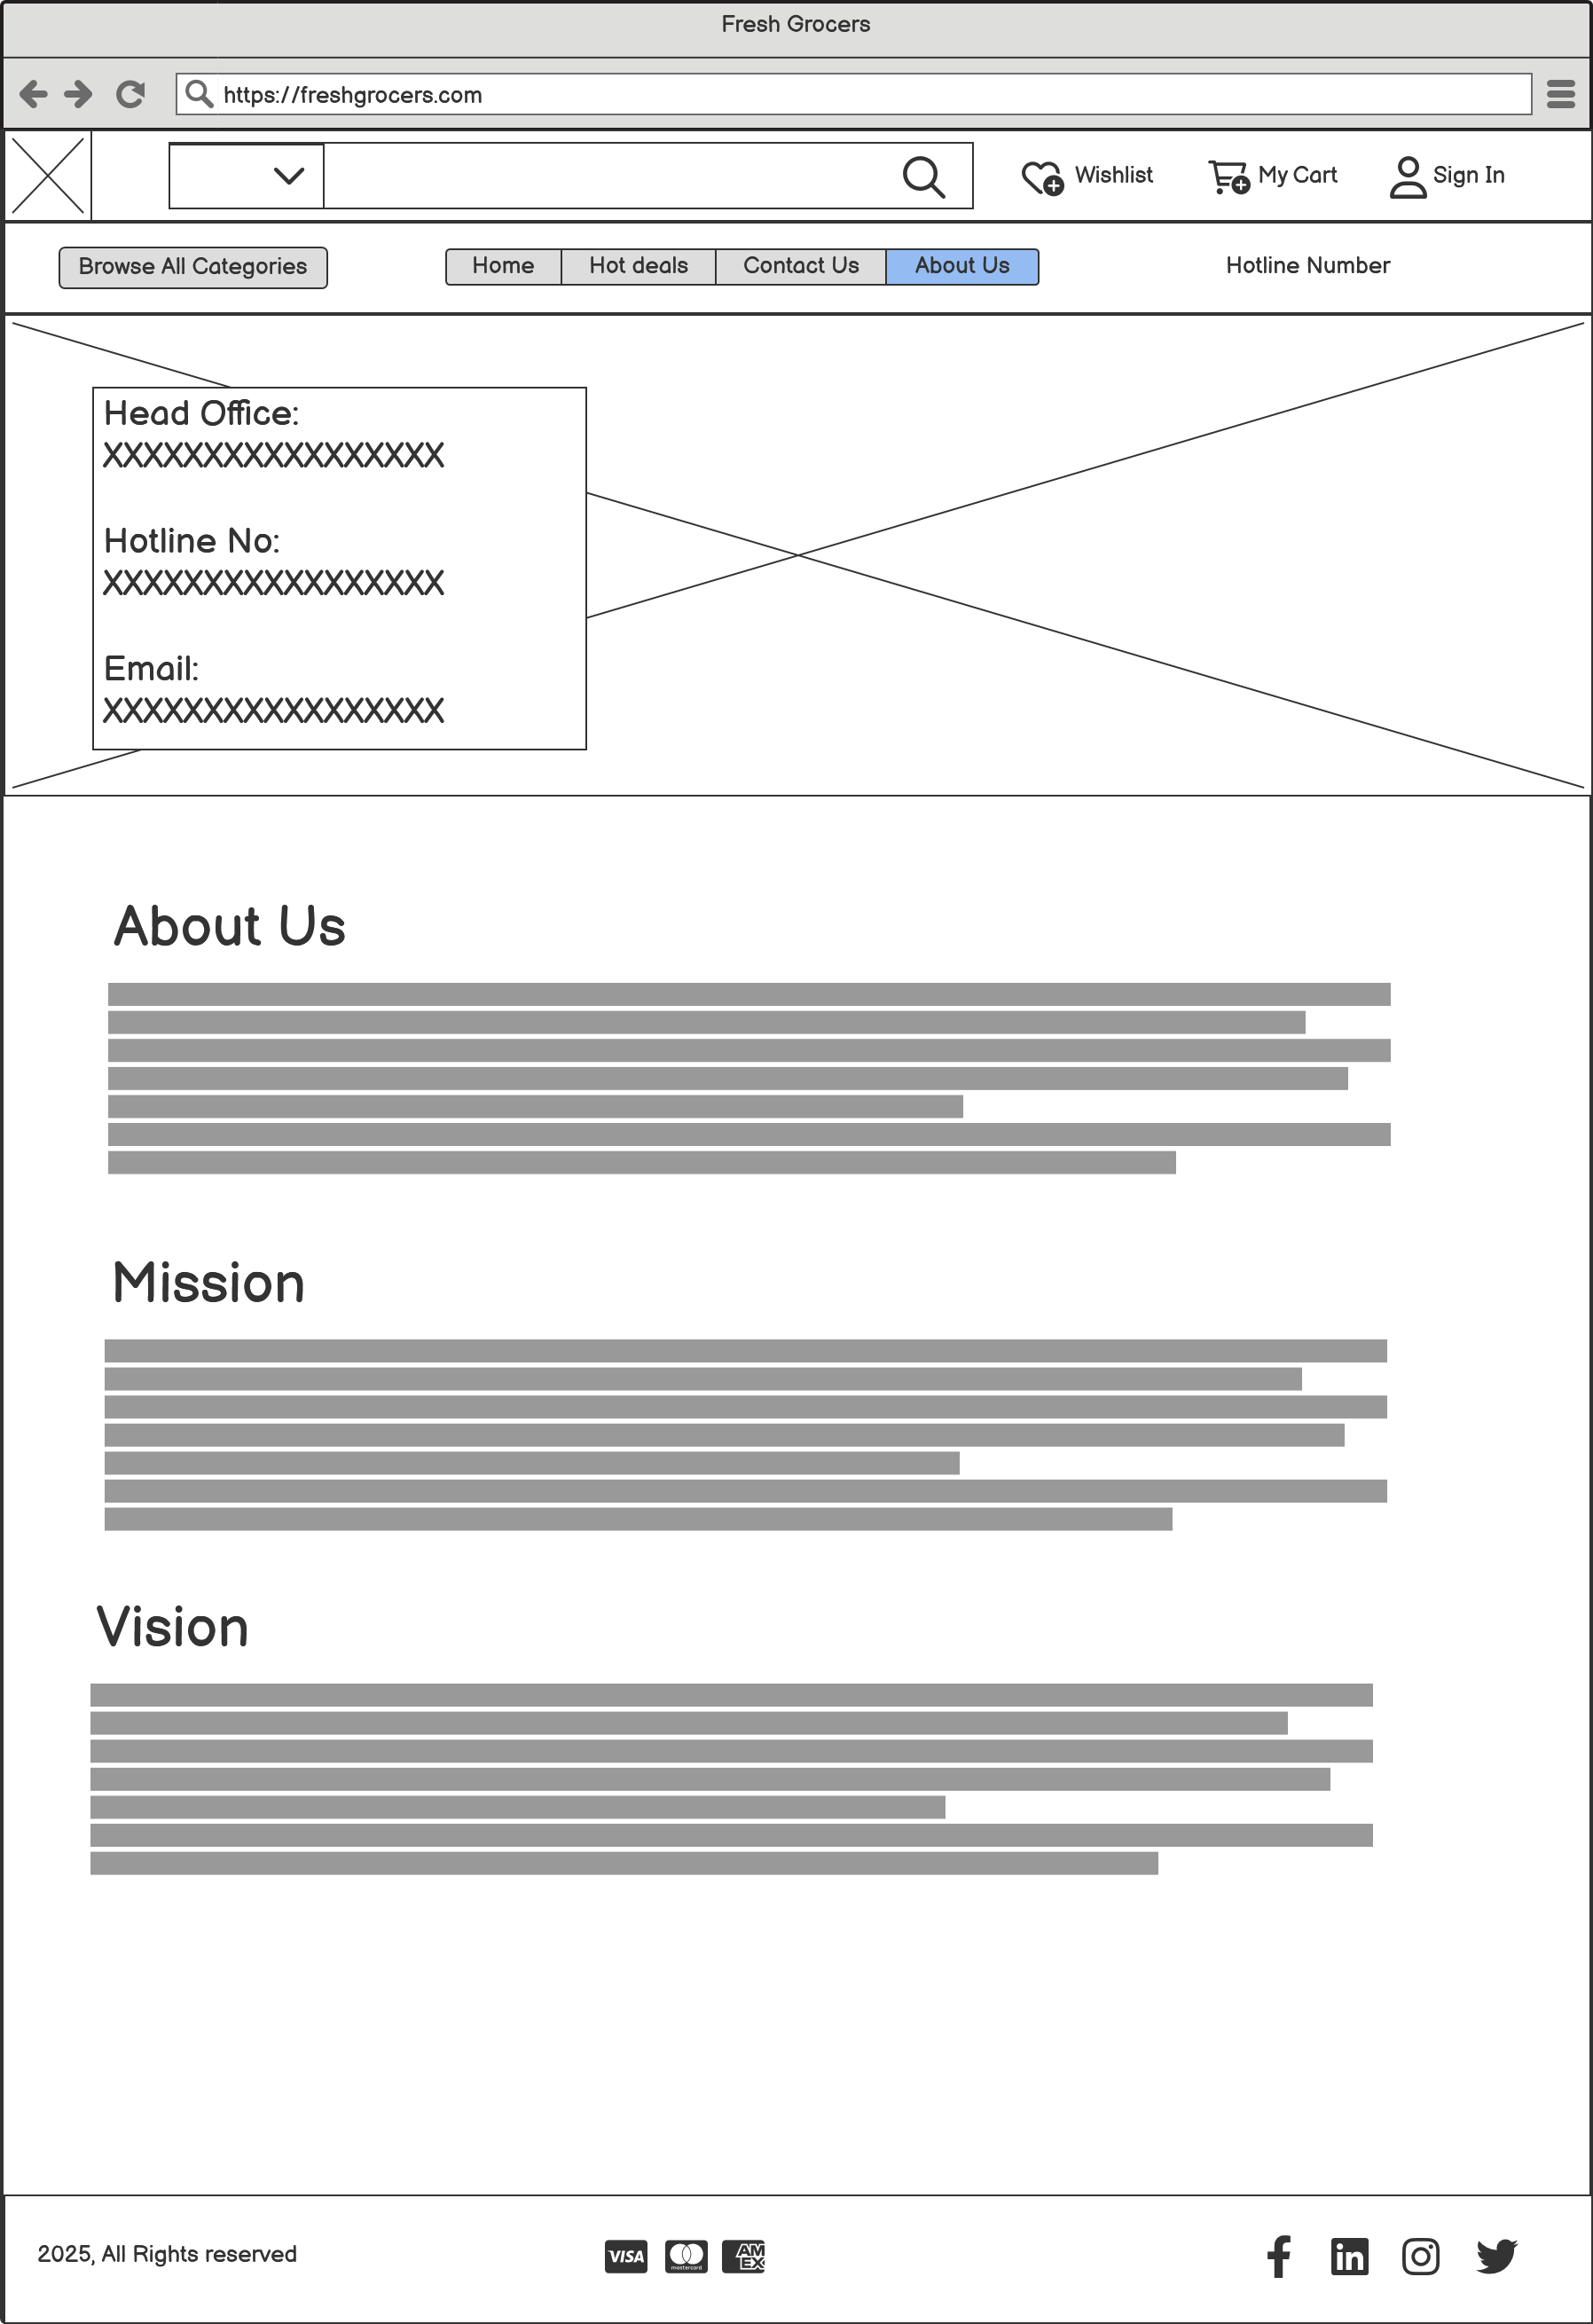 Fresh Grocers
https://freshgrocers.com
Wishlist My Cart Sign In
Browse All Categories Home Hot deals Contact Us About Us Hotline Number
Head Office:
XXXXXXXXXXXXXXXXX
Hotline No:
XXXXXXXXXXXXXXXXX
Email:
XXXXXXXXXXXXXXXXX
About Us
Mission
Vision
2025, All Rights reserved VISA mastercard AM
EX